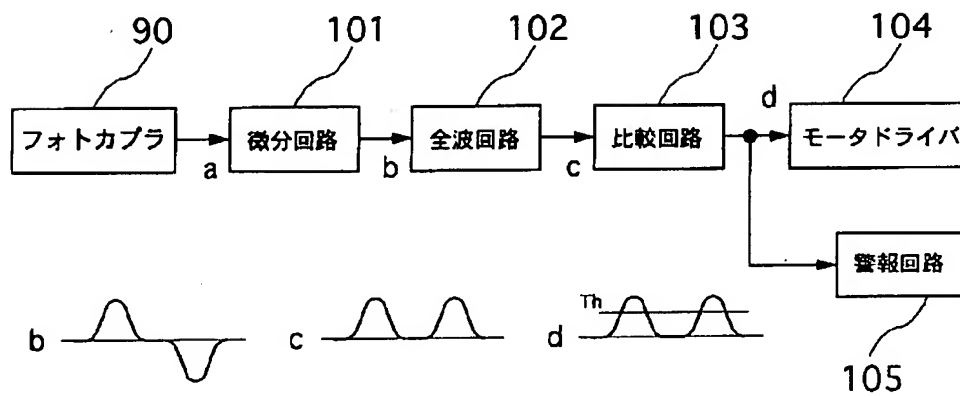 90
101
102
103
104
フォトカプラ
a
微分回路
b
全波回路
c
比較回路
d
モータドライバ
警報回路
105
b
c
d
Th